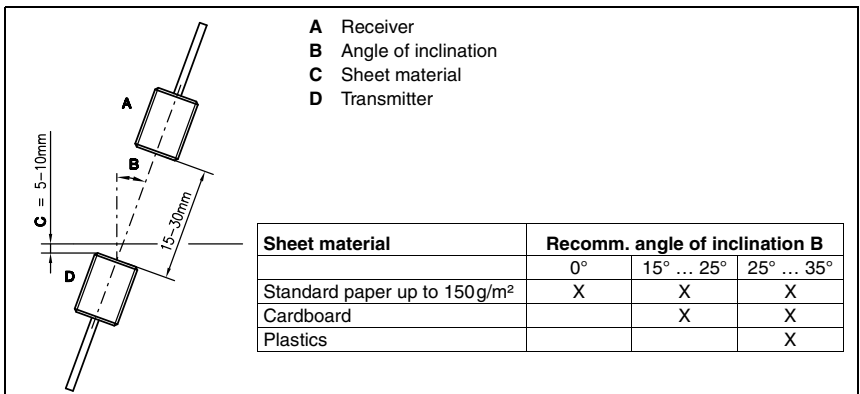 A Receiver
B Angle of inclination
C Sheet material
D Transmitter
A
B
C = 5–10mm
15–30mm
D
Sheet material Recomm. angle of inclination B
0° 15° … 25° 25° … 35°
Standard paper up to 150g/m² X X X
Cardboard X X
Plastics X